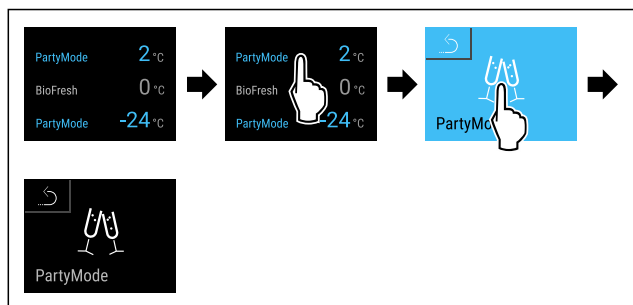 PartyMode 2 °C
BioFresh 0 °C
PartyMode -24 °C
PartyMode 2 °C
BioFresh 0 °C
PartyMode -24 °C
PartyMo
PartyMode